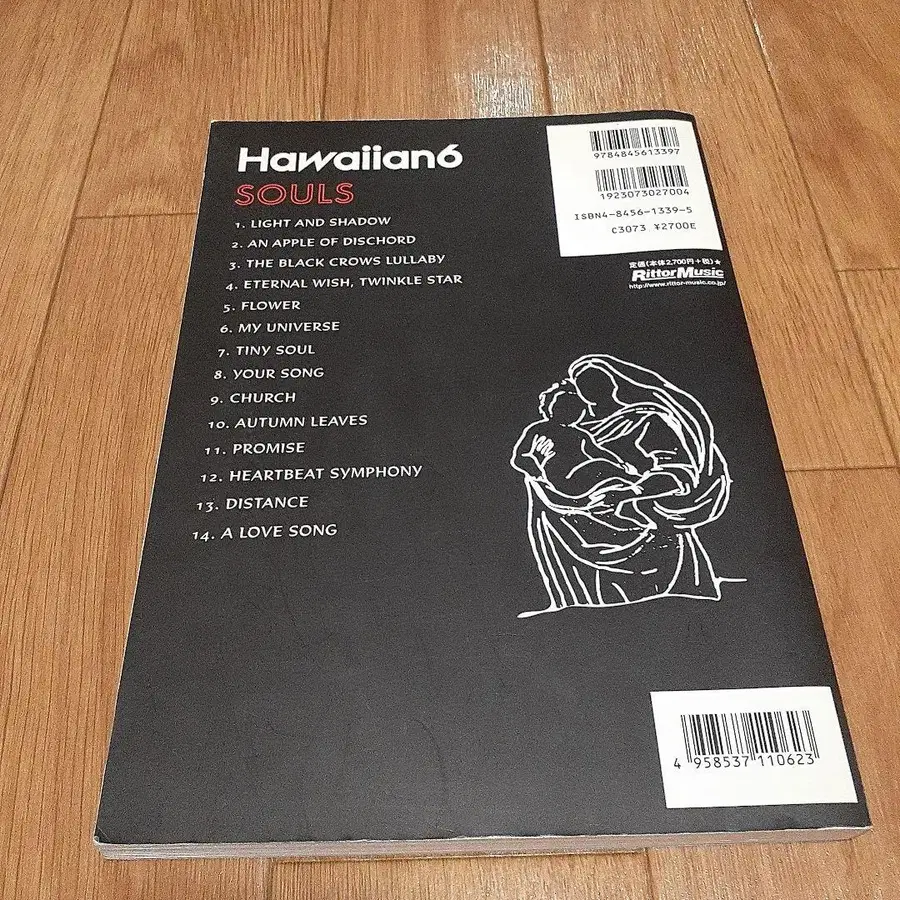 Hawaiian6
SOULS
1. LIGHT AND SHADOW
2. AN APPLE OF DISCHORD
3. THE BLACK CROWS LULLABY
4. ETERNAL WISH, TWINKLE STAR
5. FLOWER
6. MY UNIVERSE
7. TINY SOUL
8. YOUR SONG
9. CHURCH
10. AUTUMN LEAVES
11. PROMISE
12. HEARTBEAT SYMPHONY
13. DISTANCE
14. A LOVE SONG
9784845613397
1923073027004
ISBN4-8456-1339-5
C3073 ¥2700E
定価(本体2,700円+税)★
RittorMusic
http://www.rittor-music.co.jp/
4 958537 110623